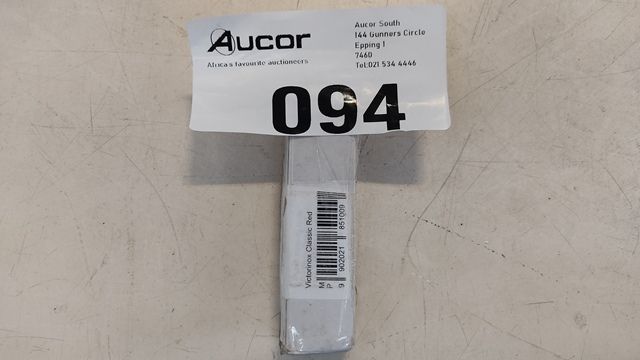 Aucor
Africa's favourite auctioneers
Aucor South
144 Gunners Circle
Epping 1
7460
Tel:021 534 4446
094
Victorinox Classic Red
M
P
9 902021 851009